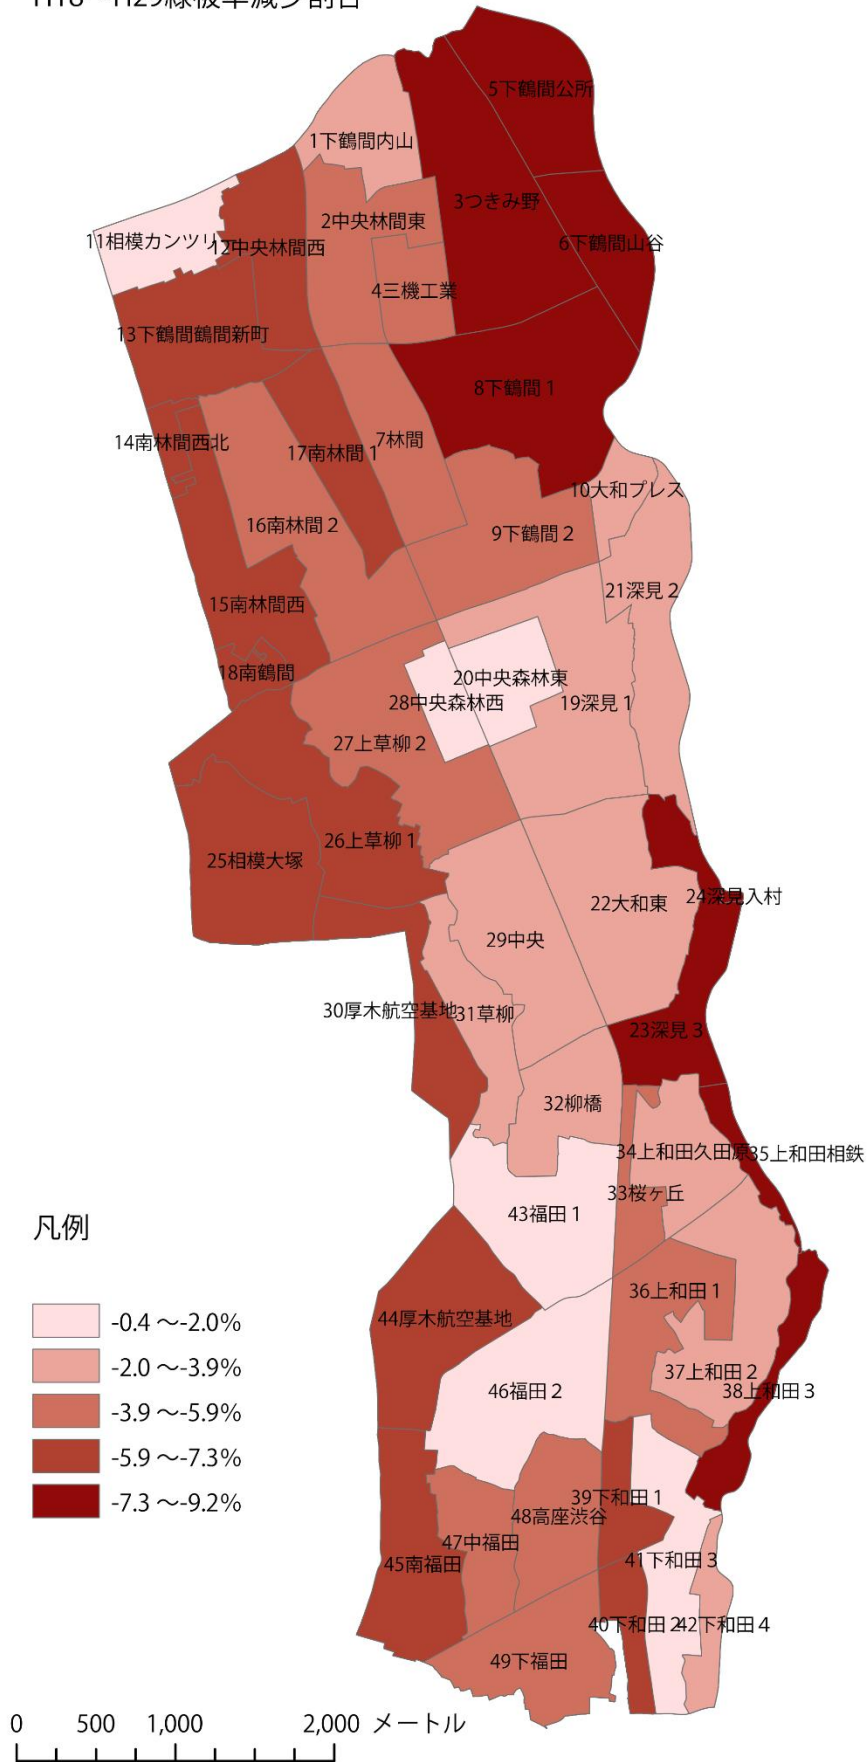 H18～H29緑被率減少割合
5下鶴間公所
1下鶴間内山
3つきみ野
2中央林間東
11相模カンツリ
12中央林間西
6下鶴間山谷
4三機工業
13下鶴間鶴間新町
8下鶴間1
14南林間西北
17南林間1
7林間
10大和プレス
16南林間2
9下鶴間2
21深見2
15南林間西
18南鶴間
20中央森林東
28中央森林西
19深見1
27上草柳2
26上草柳1
25相模大塚
24深見入村
22大和東
29中央
30厚木航空基地
31草柳
23深見3
32柳橋
34上和田久田原
35上和田相鉄
33桜ヶ丘
43福田1
36上和田1
44厚木航空基地
37上和田2
46福田2
38上和田3
39下和田1
48高座渋谷
47中福田
45南福田
41下和田3
40下和田2
42下和田4
49下福田
凡例
-0.4～-2.0%
-2.0～-3.9%
-3.9～-5.9%
-5.9～-7.3%
-7.3～-9.2%
0 500 1,000 2,000 メートル